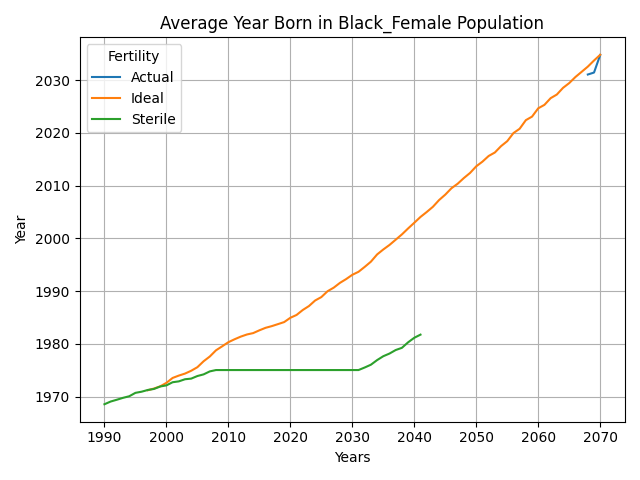 Average Year Born in Black_Female Population
Fertility
Actual
Ideal
Sterile
Year
2030
2020
2010
2000
1990
1980
1970
1990 2000 2010 2020 2030 2040 2050 2060 2070
Years